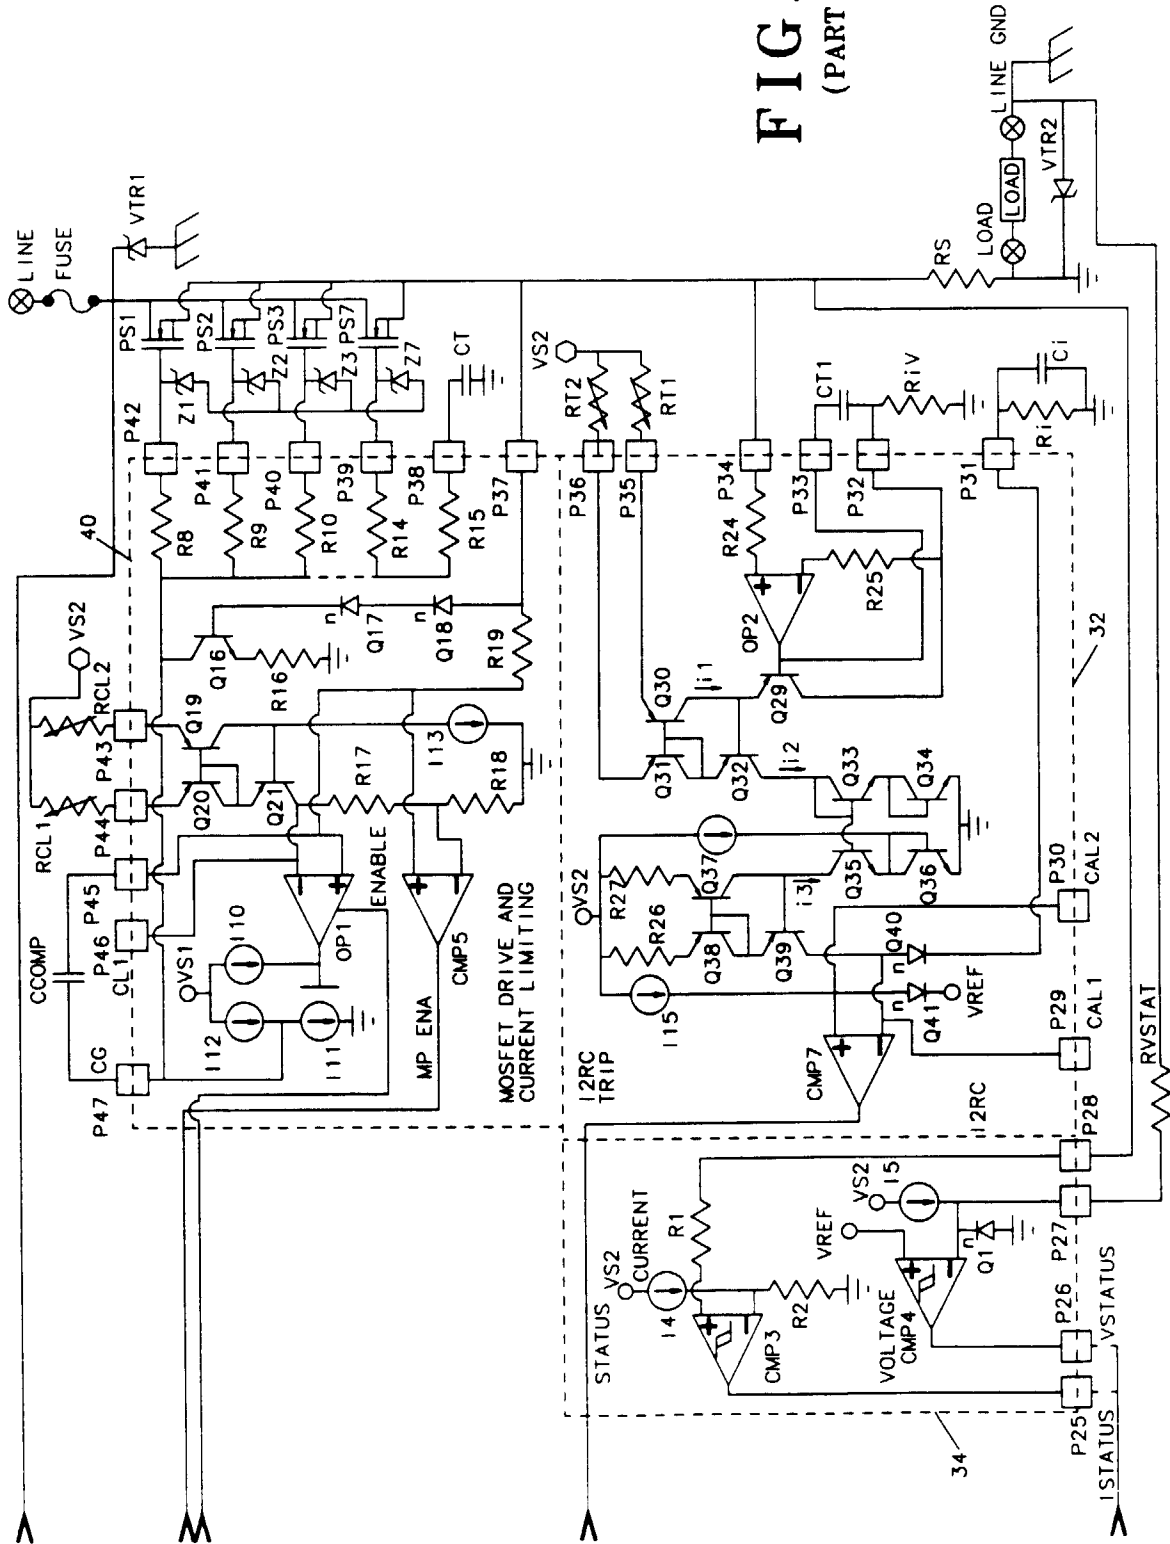 FIG.
(PART
LINE
FUSE
VTR1
PS1
PS2
PS3
PS7
Z1
Z2
Z3
Z7
CT
P42
P41
P40
P39
P38
P37
40
R8
R9
R10
R14
R15
VS2
RCL2
RCL1
P43
P44
P45
P46
CL1
CCOMP
CG
P47
Q16
R16
Q17
n
Q18
n
R19
Q19
Q20
Q21
R17
R18
I13
ENABLE
OP1
CMP5
VS1
I10
I12
I11
MP ENA
MOSFET DRIVE AND
CURRENT LIMITING
VS2
RT2
RT1
P36
P35
P34
P33
P32
P31
CT1
RiV
Ri
Ci
RS
LOAD
LOAD
LINE GND
VTR2
R24
OP2
R25
Q29
Q30
i1
Q31
Q32
i2
Q33
Q34
Q35
Q36
Q37
i3
Q38
Q39
R27
R26
VS2
I15
Q40
n
Q41
n
VREF
I2RC
TRIP
CMP7
I2RC
32
P30
CAL2
P29
CAL1
P28
P27
P26
P25
RVSTAT
STATUS
VS2
CURRENT
I4
R1
R2
CMP3
VREF
VS2
I5
VOLTAGE
CMP4
Q1
n
VSTATUS
ISTATUS
34